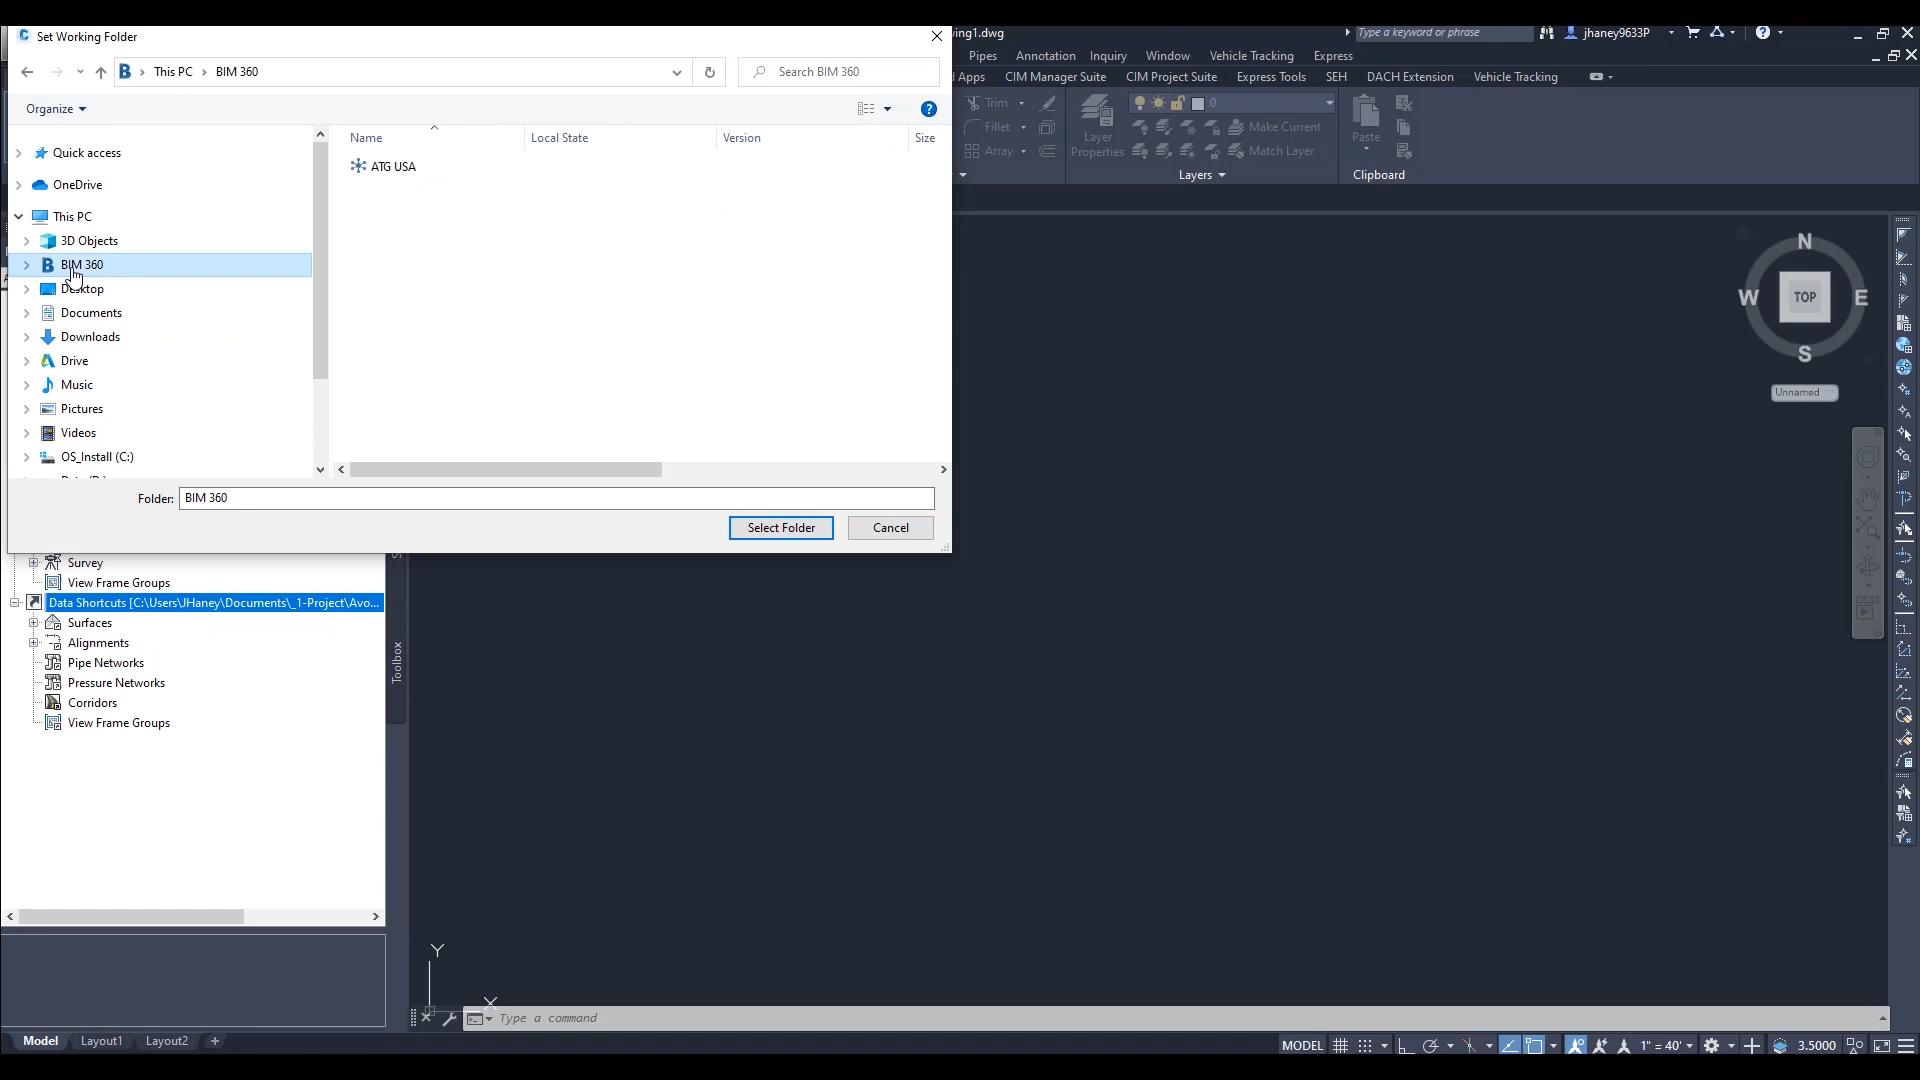 Set Working Folder
This PC > BIM 360
Search BIM 360
Organize
Name
Local State
Version
Size
ATG USA
Quick access
OneDrive
This PC
3D Objects
BIM 360
Desktop
Documents
Downloads
Drive
Music
Pictures
Videos
OS_Install (C:)
Folder: BIM 360
Select Folder
Cancel
ving1.dwg
Type a keyword or phrase
jhaney9633P
Pipes Annotation Inquiry Window Vehicle Tracking Express
Apps CIM Manager Suite CIM Project Suite Express Tools SEH DACH Extension Vehicle Tracking
Trim
Fillet
Array
Layer
Properties
0
Make Current
Match Layer
Layers
Paste
Clipboard
N
W TOP E
S
Unnamed
Survey
View Frame Groups
Data Shortcuts [C:\Users\JHaney\Documents\_1-Project\Avo...
Surfaces
Alignments
Pipe Networks
Pressure Networks
Corridors
View Frame Groups
Toolbox
Y
X
Type a command
Model Layout1 Layout2 +
MODEL
1" = 40'
3.5000